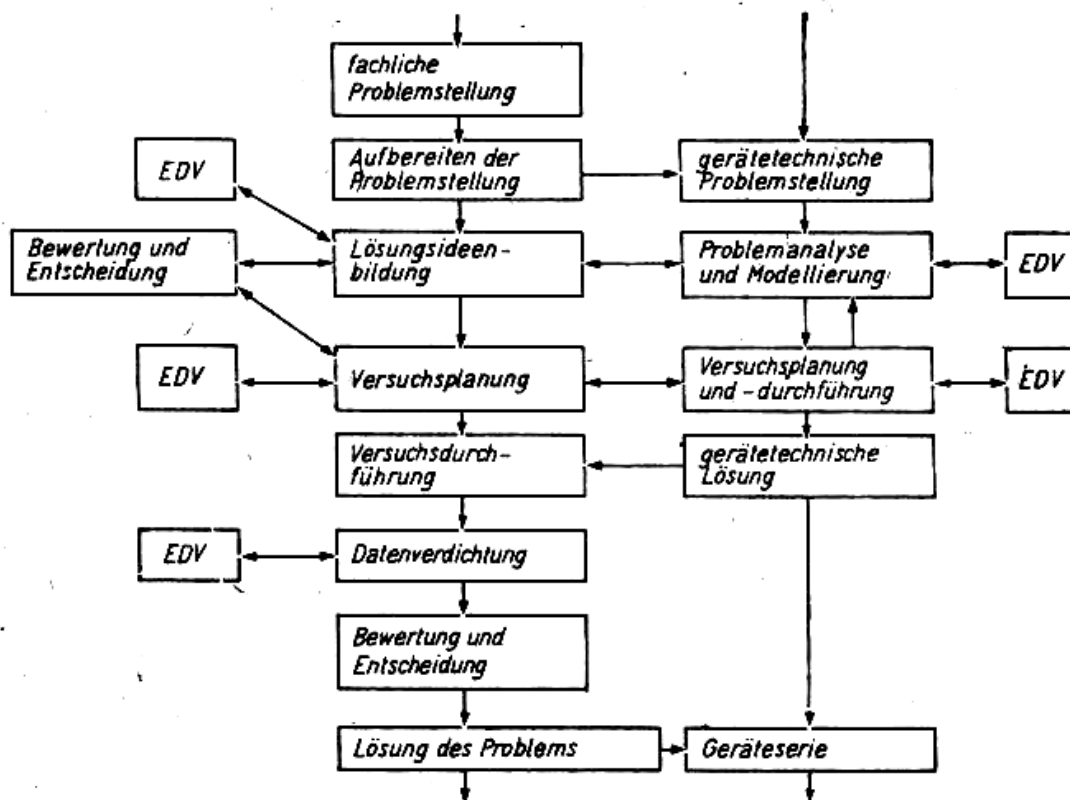 fachliche
Problemstellung
EDV
Aufbereiten der
Problemstellung
gerätetechnische
Problemstellung
Bewertung und
Entscheidung
Lösungsideen-
bildung
Problemanalyse
und Modellierung
EDV
EDV
Versuchsplanung
Versuchsplanung
und -durchführung
EDV
Versuchsdurch-
führung
gerätetechnische
Lösung
EDV
Datenverdichtung
Bewertung und
Entscheidung
Lösung des Problems
Geräteserie